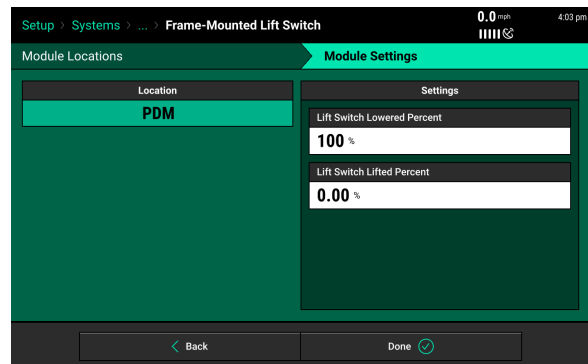 Setup > Systems > ... > Frame-Mounted Lift Switch
0.0 mph
4:03 pm
Module Locations
Module Settings
Location
PDM
Settings
Lift Switch Lowered Percent
100 %
Lift Switch Lifted Percent
0.00 %
Back
Done